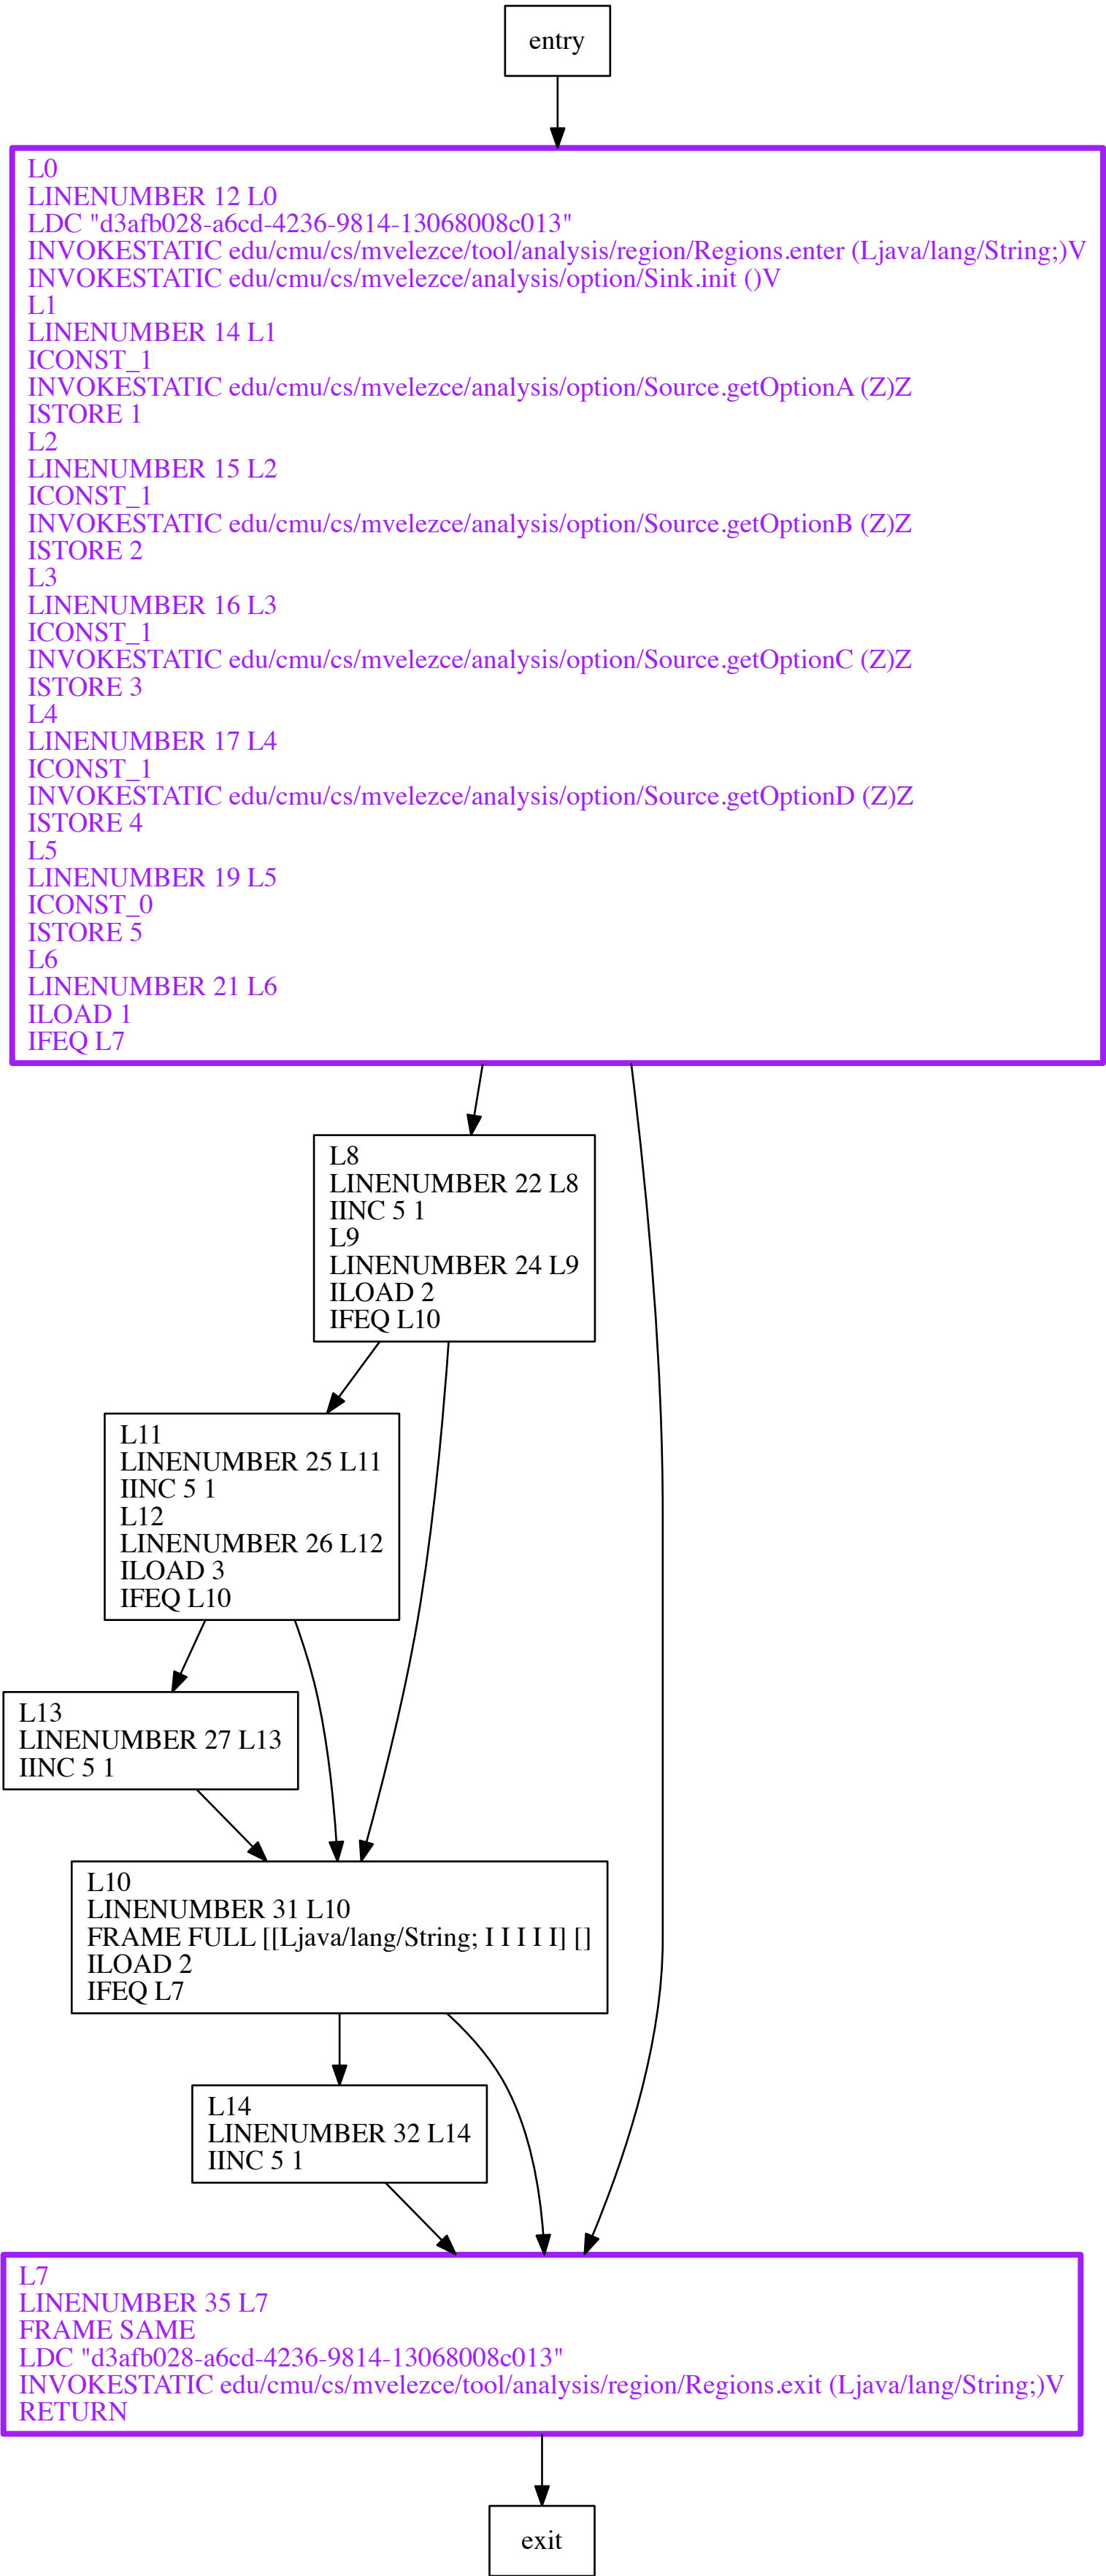 entry
L0
LINENUMBER 12 L0
LDC "d3afb028-a6cd-4236-9814-13068008c013"
INVOKESTATIC edu/cmu/cs/mvelezce/tool/analysis/region/Regions.enter (Ljava/lang/String;)V
INVOKESTATIC edu/cmu/cs/mvelezce/analysis/option/Sink.init ()V
L1
LINENUMBER 14 L1
ICONST_1
INVOKESTATIC edu/cmu/cs/mvelezce/analysis/option/Source.getOptionA (Z)Z
ISTORE 1
L2
LINENUMBER 15 L2
ICONST_1
INVOKESTATIC edu/cmu/cs/mvelezce/analysis/option/Source.getOptionB (Z)Z
ISTORE 2
L3
LINENUMBER 16 L3
ICONST_1
INVOKESTATIC edu/cmu/cs/mvelezce/analysis/option/Source.getOptionC (Z)Z
ISTORE 3
L4
LINENUMBER 17 L4
ICONST_1
INVOKESTATIC edu/cmu/cs/mvelezce/analysis/option/Source.getOptionD (Z)Z
ISTORE 4
L5
LINENUMBER 19 L5
ICONST_0
ISTORE 5
L6
LINENUMBER 21 L6
ILOAD 1
IFEQ L7
L8
LINENUMBER 22 L8
IINC 5 1
L9
LINENUMBER 24 L9
ILOAD 2
IFEQ L10
L11
LINENUMBER 25 L11
IINC 5 1
L12
LINENUMBER 26 L12
ILOAD 3
IFEQ L10
L13
LINENUMBER 27 L13
IINC 5 1
L10
LINENUMBER 31 L10
FRAME FULL [[Ljava/lang/String; I I I I I] []
ILOAD 2
IFEQ L7
L14
LINENUMBER 32 L14
IINC 5 1
L7
LINENUMBER 35 L7
FRAME SAME
LDC "d3afb028-a6cd-4236-9814-13068008c013"
INVOKESTATIC edu/cmu/cs/mvelezce/tool/analysis/region/Regions.exit (Ljava/lang/String;)V
RETURN
exit